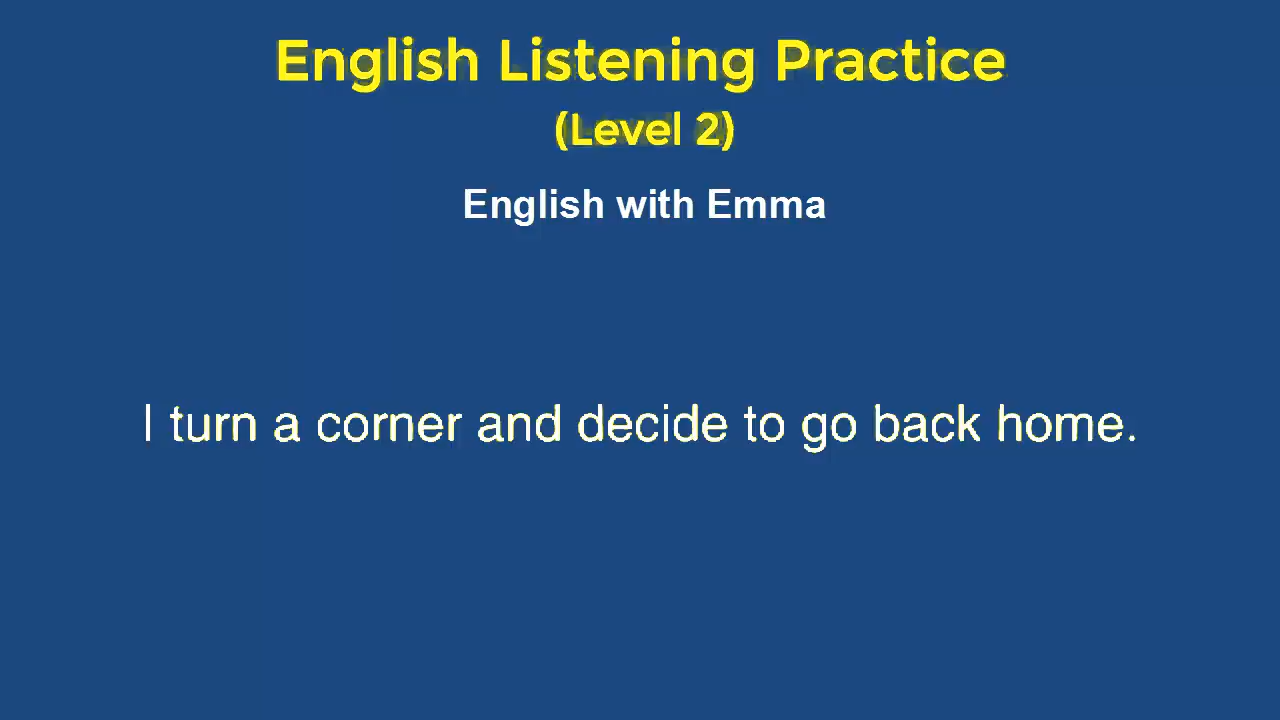 English Listening Practice
(Level 2)
English with Emma
I turn a corner and decide to go back home.